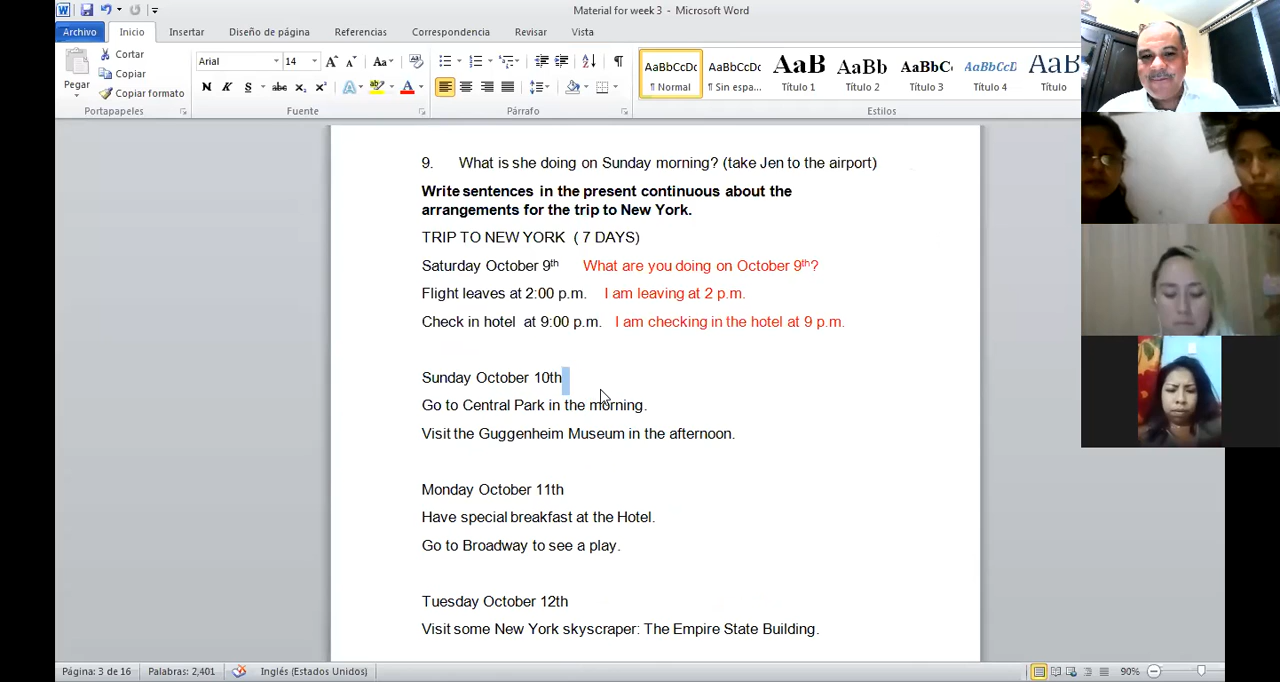 Material for week 3 - Microsoft Word
Archivo Inicio Insertar Diseño de página Referencias Correspondencia Revisar Vista
Cortar
Copiar
Copiar formato
Pegar
Arial 14
N K S abc x₂ x² A
AaBbCcDc AaBbCcDc AaB AaBb AaBbC AaBbCcD AaB
¶ Normal ¶ Sin espa... Título 1 Título 2 Título 3 Título 4 Título
Portapapeles Fuente Párrafo Estilos
9. What is she doing on Sunday morning? (take Jen to the airport)
Write sentences in the present continuous about the
arrangements for the trip to New York.
TRIP TO NEW YORK ( 7 DAYS)
Saturday October 9th What are you doing on October 9th?
Flight leaves at 2:00 p.m. I am leaving at 2 p.m.
Check in hotel at 9:00 p.m. I am checking in the hotel at 9 p.m.
Sunday October 10th
Go to Central Park in the morning.
Visit the Guggenheim Museum in the afternoon.
Monday October 11th
Have special breakfast at the Hotel.
Go to Broadway to see a play.
Tuesday October 12th
Visit some New York skyscraper: The Empire State Building.
Página: 3 de 16 Palabras: 2,401 Inglés (Estados Unidos) 90%